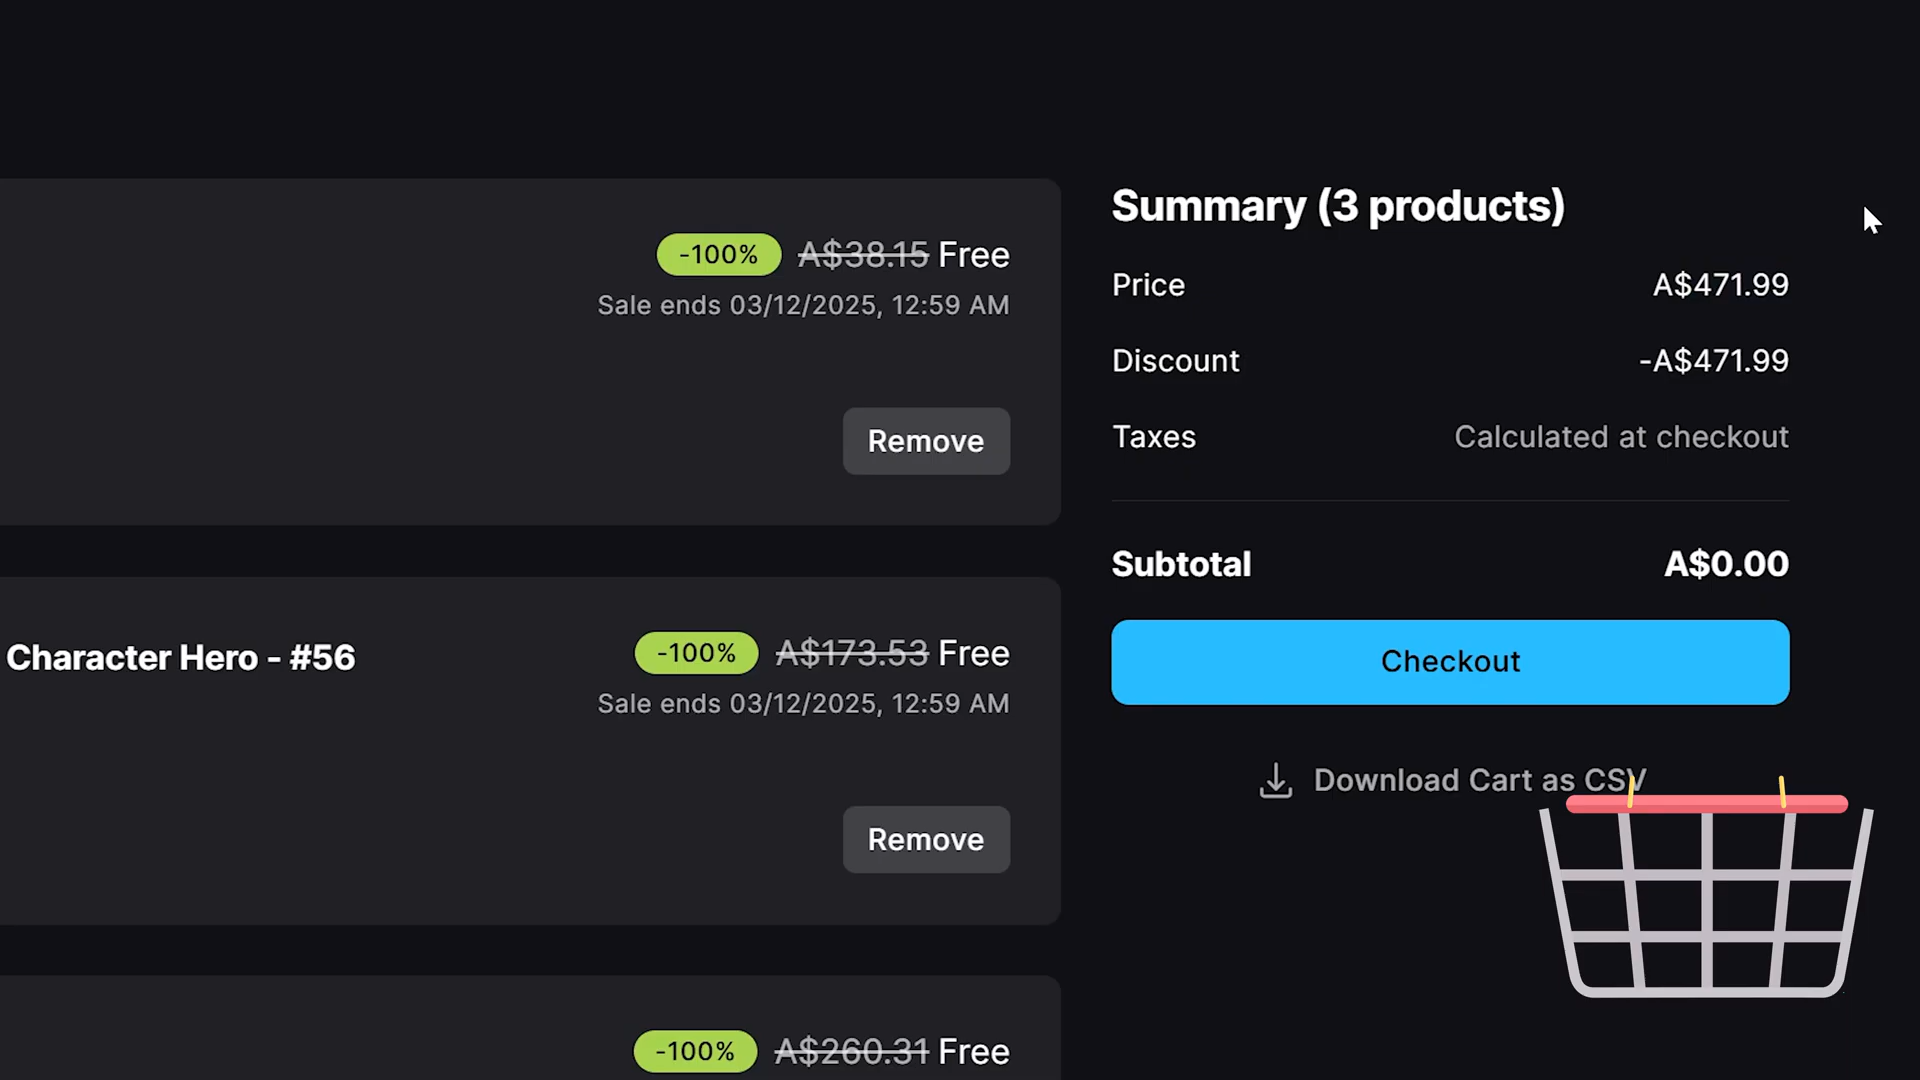 -100% A$38.15 Free
Sale ends 03/12/2025, 12:59 AM
Remove
Character Hero - #56
-100% A$173.53 Free
Sale ends 03/12/2025, 12:59 AM
Remove
-100% A$260.31 Free
Summary (3 products)
Price A$471.99
Discount -A$471.99
Taxes Calculated at checkout
Subtotal A$0.00
Checkout
Download Cart as CSV